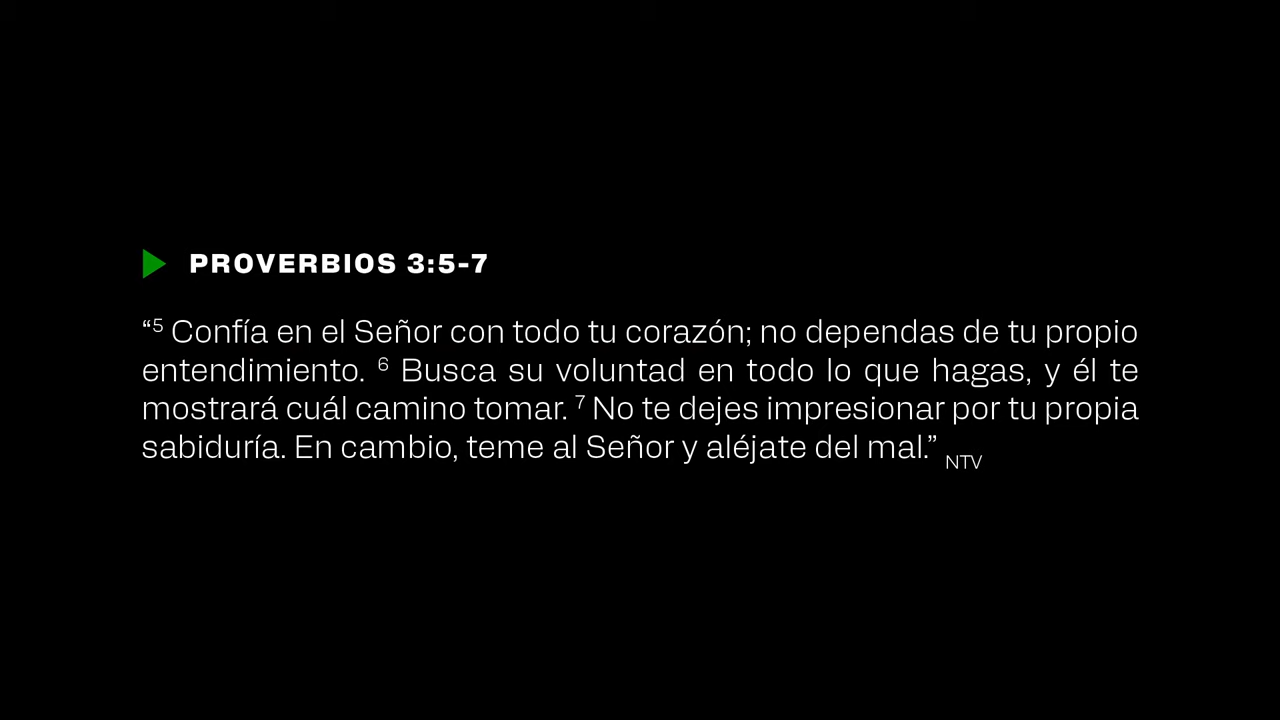 PROVERBIOS 3:5-7
“⁵ Confía en el Señor con todo tu corazón; no dependas de tu propio
entendimiento. ⁶ Busca su voluntad en todo lo que hagas, y él te
mostrará cuál camino tomar. ⁷ No te dejes impresionar por tu propia
sabiduría. En cambio, teme al Señor y aléjate del mal.” NTV